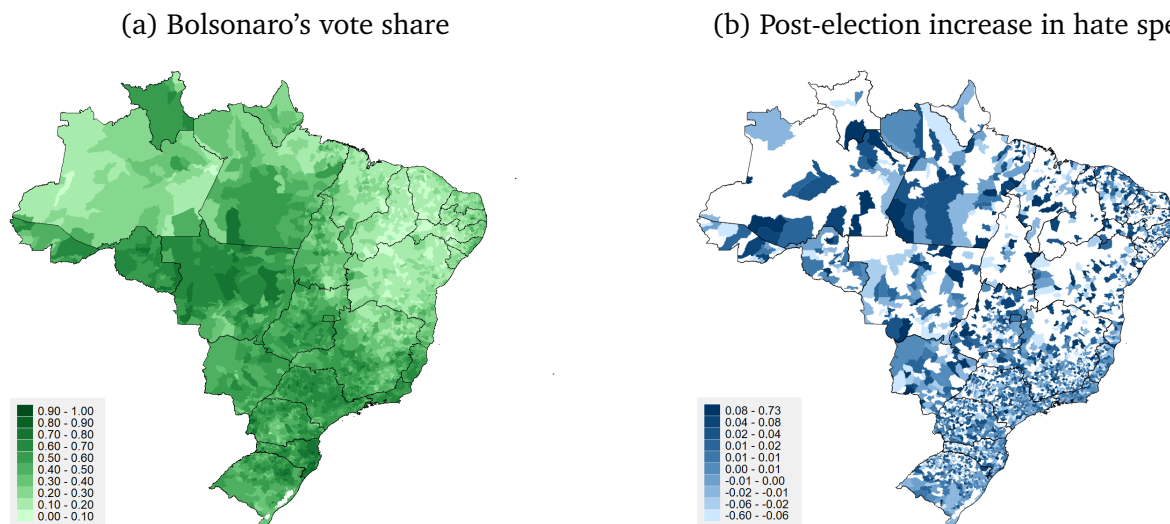 (a) Bolsonaro’s vote share
(b) Post-election increase in hate spe
0.90 - 1.00
0.80 - 0.90
0.70 - 0.80
0.60 - 0.70
0.50 - 0.60
0.40 - 0.50
0.30 - 0.40
0.20 - 0.30
0.10 - 0.20
0.00 - 0.10
0.08 - 0.73
0.04 - 0.08
0.02 - 0.04
0.01 - 0.02
0.01 - 0.01
0.00 - 0.01
-0.01 - 0.00
-0.02 - -0.01
-0.06 - -0.02
-0.60 - -0.06